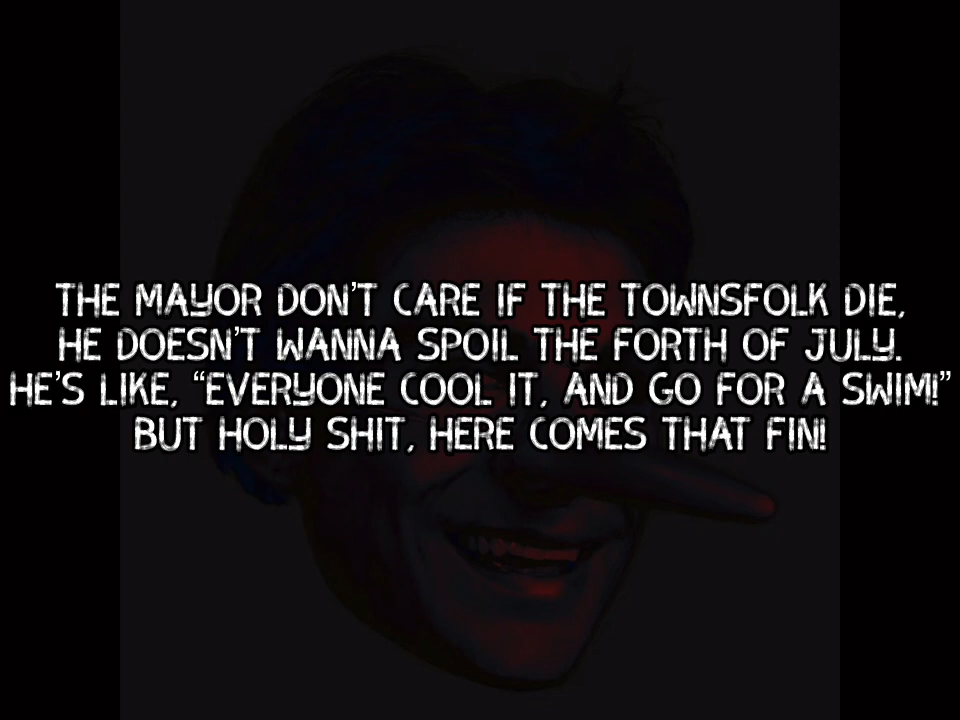 THE MAYOR DON'T CARE IF THE TOWNSFOLK DIE,
HE DOESN'T WANNA SPOIL THE FORTH OF JULY.
HE'S LIKE, “EVERYONE COOL IT, AND GO FOR A SWIM!”
BUT HOLY SHIT, HERE COMES THAT FIN!